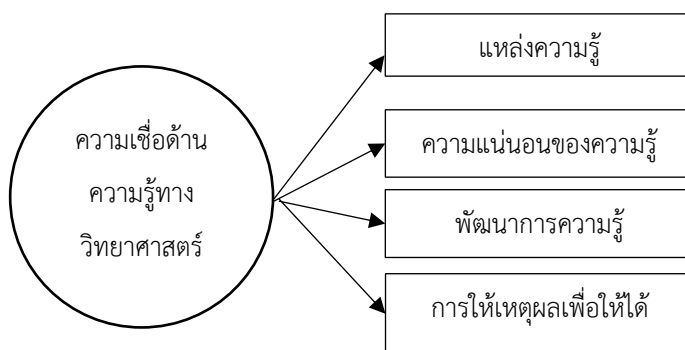 ความเชื่อด้าน
ความรู้ทาง
วิทยาศาสตร์
แหล่งความรู้
ความแน่นอนของความรู้
พัฒนาการความรู้
การให้เหตุผลเพื่อให้ได้